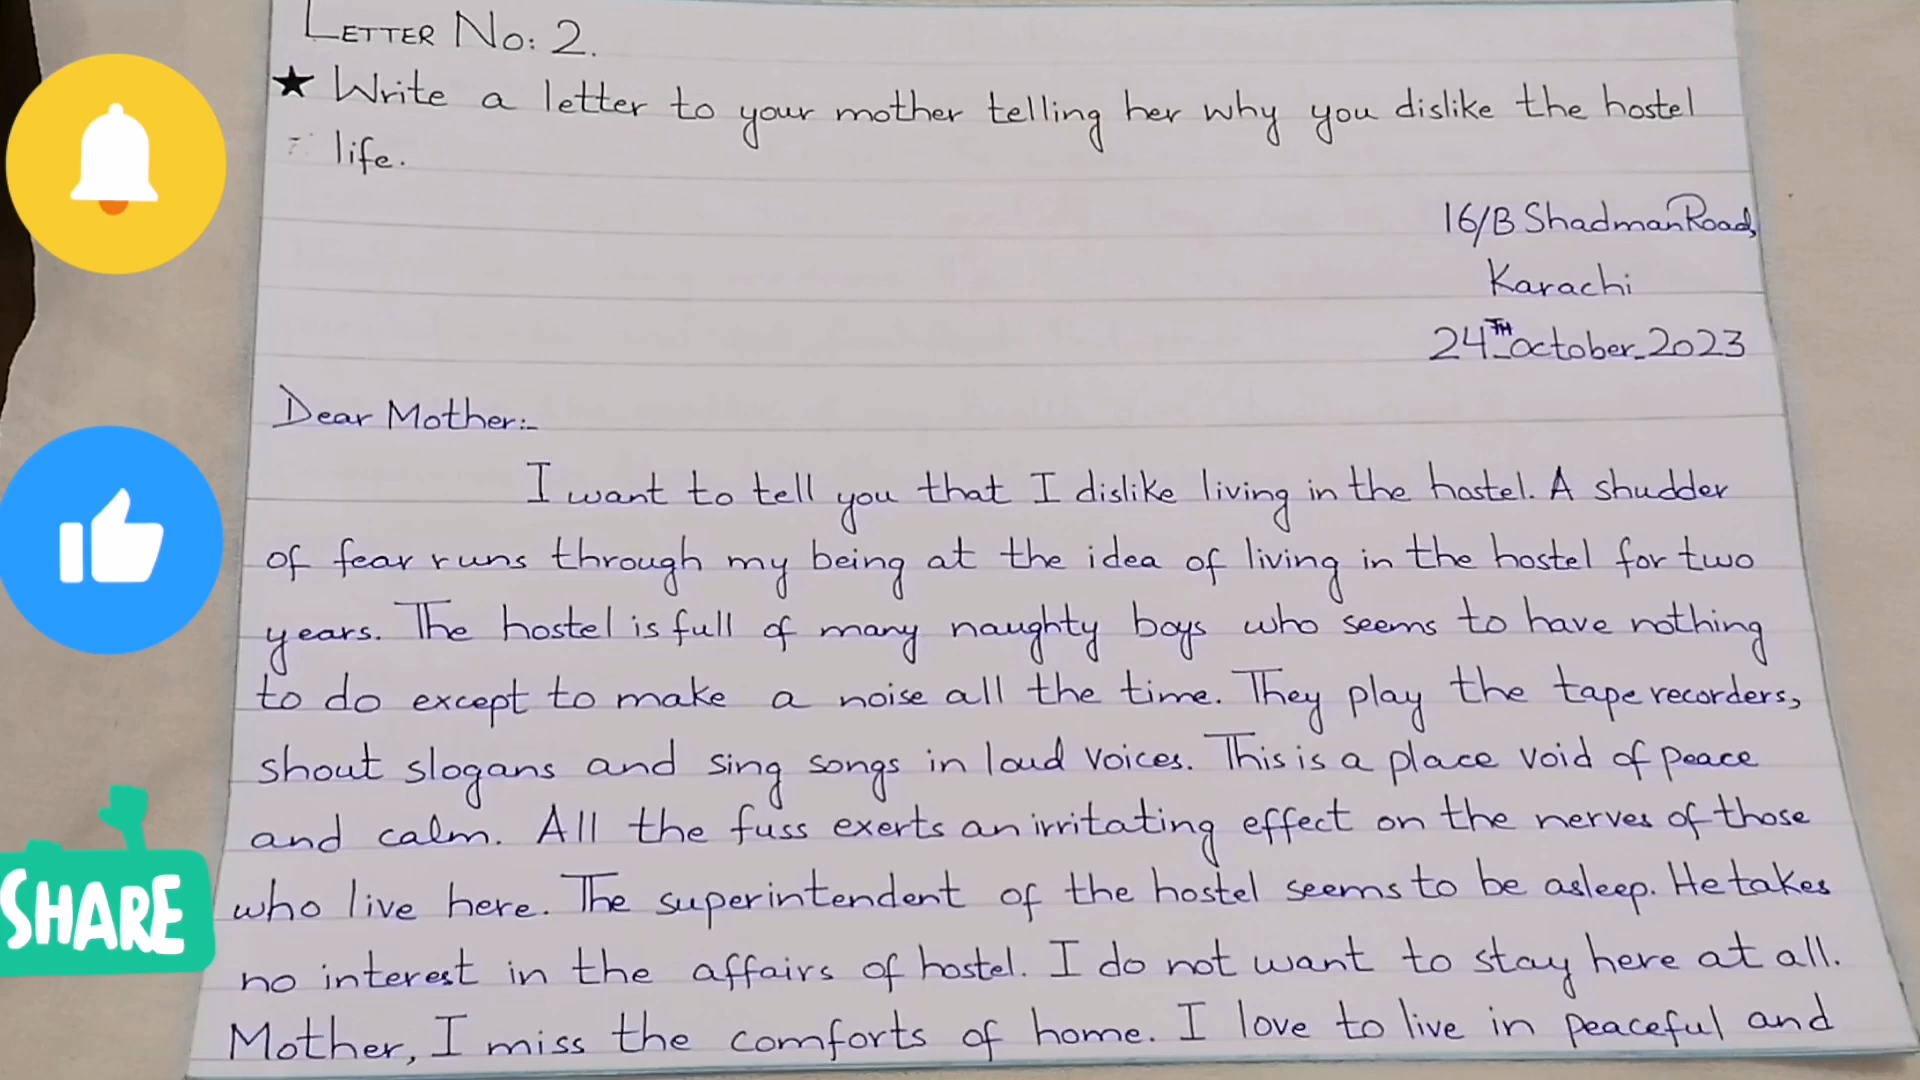 LETTER No: 2.
★ Write a letter to your mother telling her why you dislike the hostel
life.
16/B Shadman Road,
Karachi
24TH October 2023
Dear Mother:-
I want to tell you that I dislike living in the hostel. A shudder
of fear runs through my being at the idea of living in the hostel for two
years. The hostel is full of many naughty boys who seems to have nothing
to do except to make a noise all the time. They play the tape recorders,
shout slogans and sing songs in loud voices. This is a place void of peace
and calm. All the fuss exerts an irritating effect on the nerves of those
who live here. The superintendent of the hostel seems to be asleep. He takes
no interest in the affairs of hostel. I do not want to stay here at all.
Mother, I miss the comforts of home. I love to live in peaceful and
SHARE